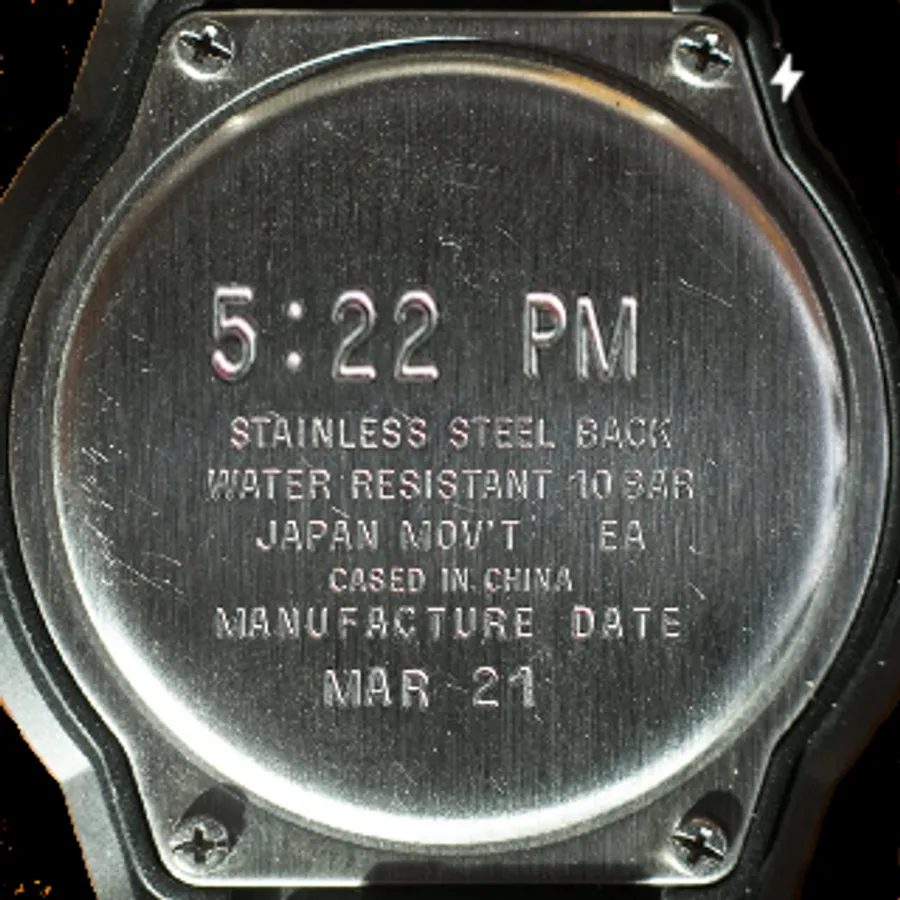 5:22 PM
STAINLESS STEEL BACK
WATER RESISTANT 10 BAR
JAPAN MOV'T EA
CASED IN CHINA
MANUFACTURE DATE
MAR 21